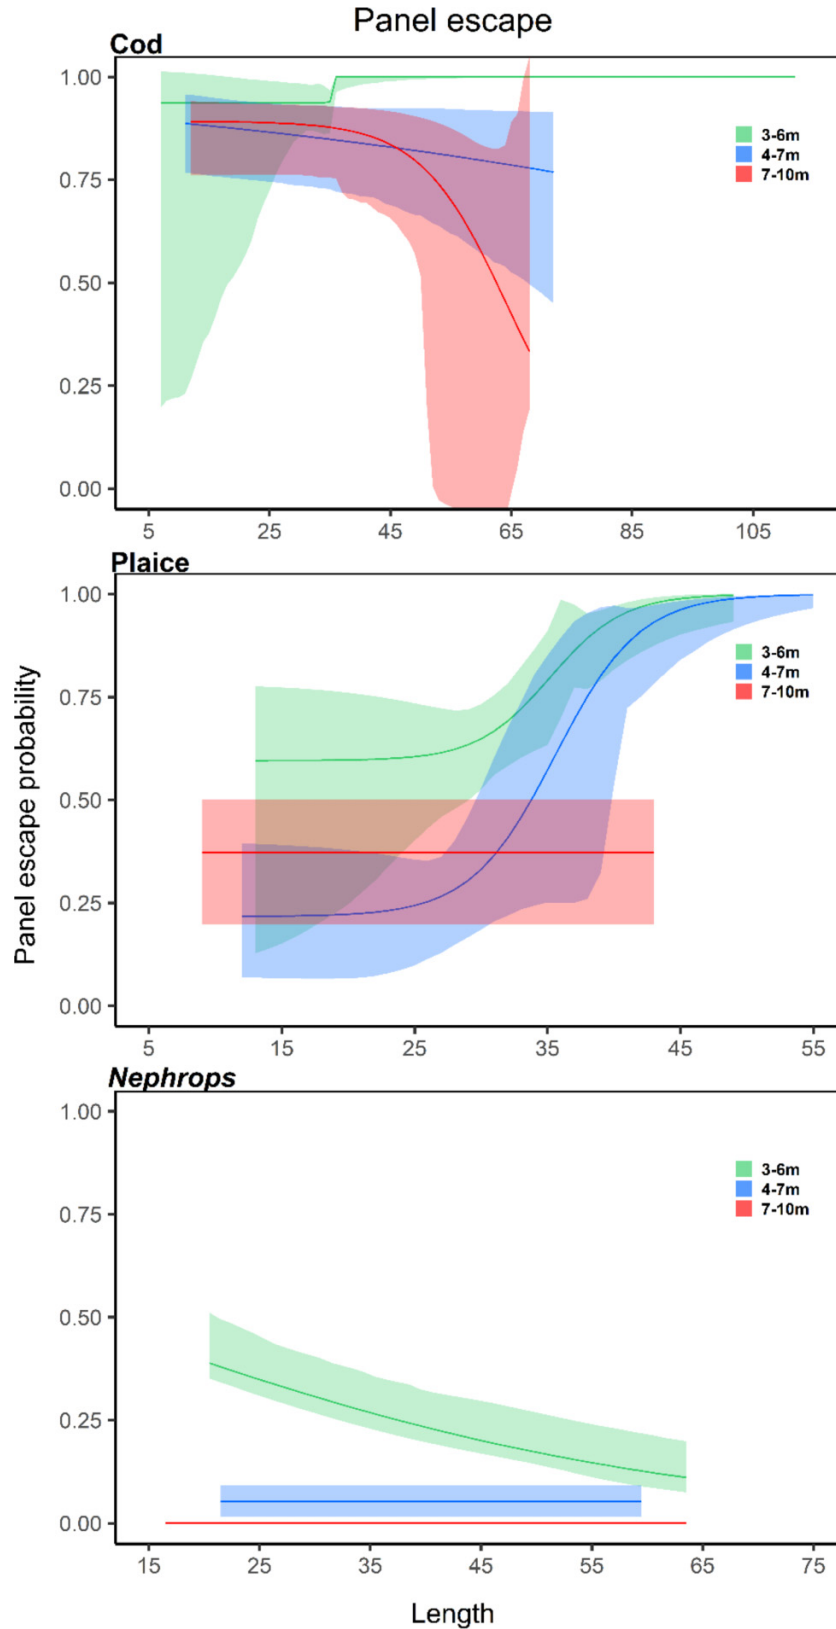 Panel escape
Cod
1.00
0.75
0.50
0.25
0.00
3-6m
4-7m
7-10m
5 25 45 65 85 105
Plaice
1.00
0.75
0.50
0.25
0.00
3-6m
4-7m
7-10m
5 15 25 35 45 55
Panel escape probability
Nephrops
1.00
0.75
0.50
0.25
0.00
3-6m
4-7m
7-10m
15 25 35 45 55 65 75
Length